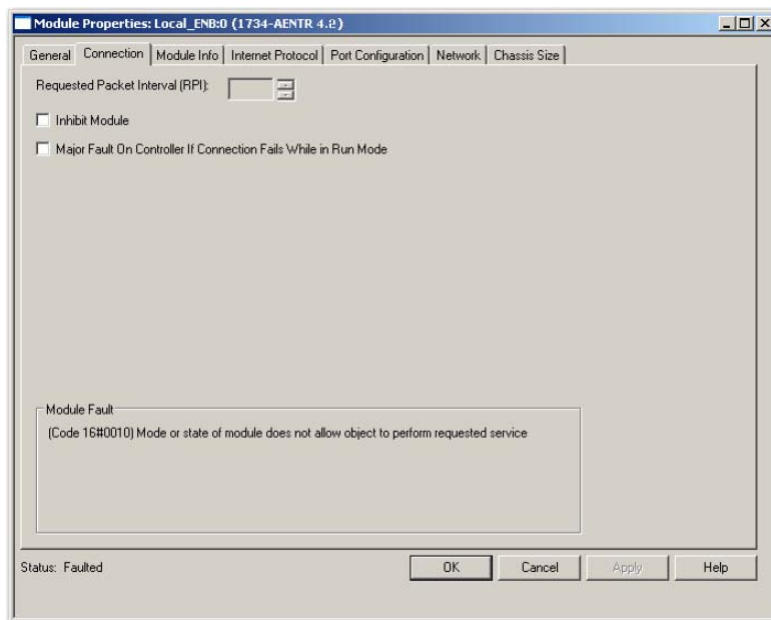 Module Properties: Local_ENB:0 (1734-AENTR 4.2)
General Connection Module Info Internet Protocol Port Configuration Network Chassis Size
Requested Packet Interval (RPI):
Inhibit Module
Major Fault On Controller If Connection Fails While in Run Mode
Module Fault
(Code 16#0010) Mode or state of module does not allow object to perform requested service
Status: Faulted OK Cancel Apply Help